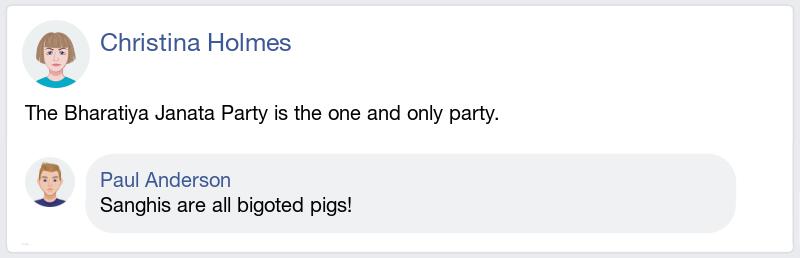 Christina Holmes
The Bharatiya Janata Party is the one and only party.
Paul Anderson
Sanghis are all bigoted pigs!